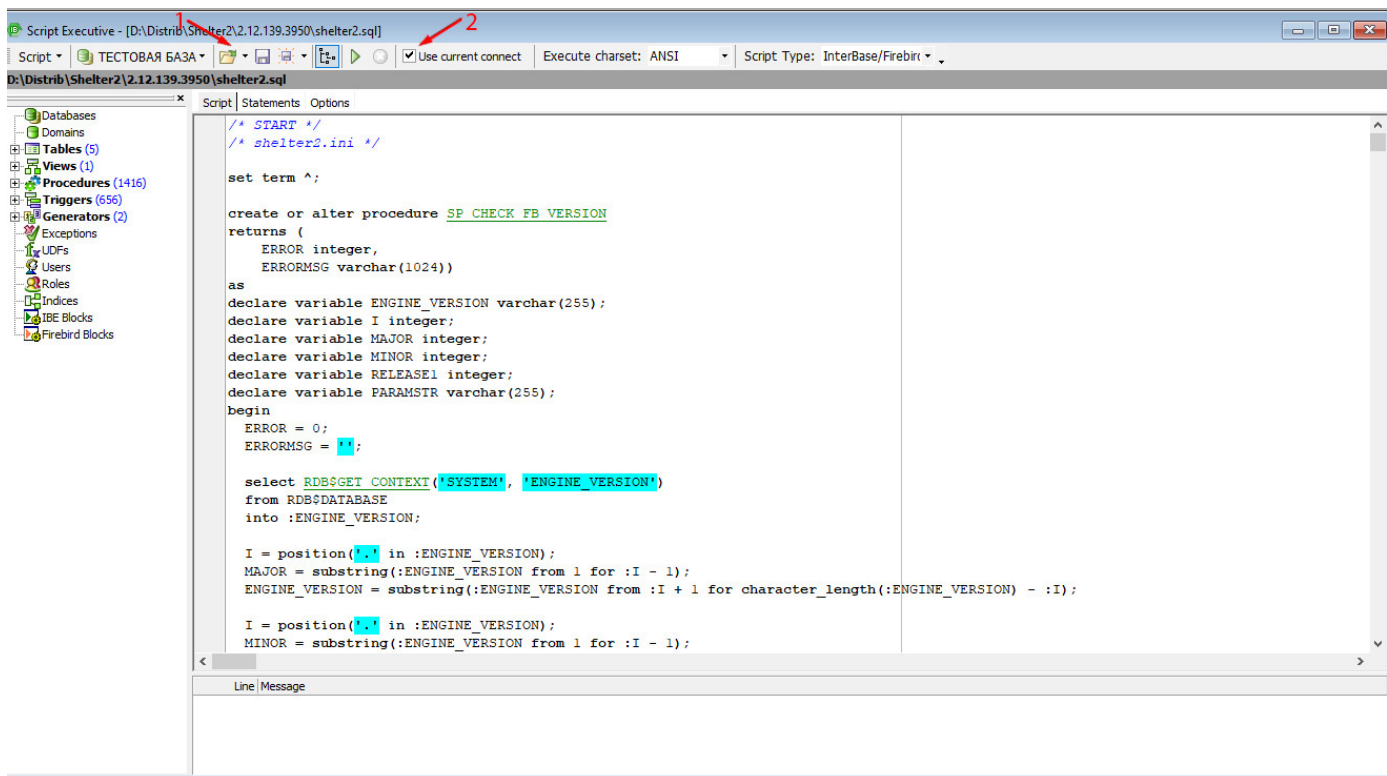 1
2
Script Executive - [D:\Distrib\Shelter2\2.12.139.3950\shelter2.sql]
Script ТЕСТОВАЯ БАЗА Use current connect Execute charset: ANSI Script Type: InterBase/Firebirc
D:\Distrib\Shelter2\2.12.139.3950\shelter2.sql
Databases
Domains
Tables (5)
Views (1)
Procedures (1416)
Triggers (656)
Generators (2)
Exceptions
UDFs
Users
Roles
Indices
IBE Blocks
Firebird Blocks
Script Statements Options
/* START */
/* shelter2.ini */
set term ^;
create or alter procedure SP_CHECK_FB_VERSION
returns (
ERROR integer,
ERRORMSG varchar(1024))
as
declare variable ENGINE_VERSION varchar(255);
declare variable I integer;
declare variable MAJOR integer;
declare variable MINOR integer;
declare variable RELEASE1 integer;
declare variable PARAMSTR varchar(255);
begin
ERROR = 0;
ERRORMSG = '';
select RDB$GET_CONTEXT('SYSTEM', 'ENGINE_VERSION')
from RDB$DATABASE
into :ENGINE_VERSION;
I = position('.' in :ENGINE_VERSION);
MAJOR = substring(:ENGINE_VERSION from 1 for :I - 1);
ENGINE_VERSION = substring(:ENGINE_VERSION from :I + 1 for character_length(:ENGINE_VERSION) - :I);
I = position('.' in :ENGINE_VERSION);
MINOR = substring(:ENGINE_VERSION from 1 for :I - 1);
Line Message